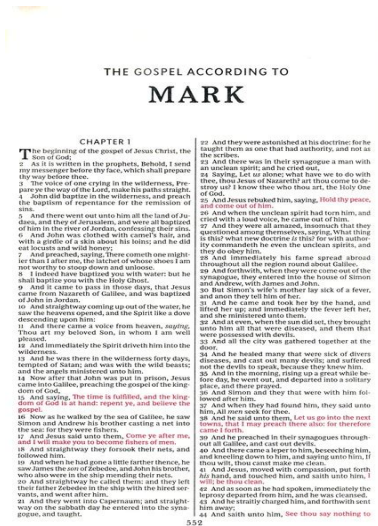 THE GOSPEL ACCORDING TO
MARK
CHAPTER 1
The beginning of the gospel of Jesus Christ, the
Son of God;
2 As it is written in the prophets, Behold, I send
my messenger before thy face, which shall prepare
thy way before thee.
3 The voice of one crying in the wilderness, Pre-
pare ye the way of the Lord, make his paths straight.
4 John did baptize in the wilderness, and preach
the baptism of repentance for the remission of
sins.
5 And there went out unto him all the land of Ju-
daea, and they of Jerusalem, and were all baptized
of him in the river of Jordan, confessing their sins.
6 And John was clothed with camel's hair, and
with a girdle of a skin about his loins; and he did
eat locusts and wild honey;
7 And preached, saying, There cometh one might-
ier than I after me, the latchet of whose shoes I am
not worthy to stoop down and unloose.
8 I indeed have baptized you with water: but he
shall baptize you with the Holy Ghost.
9 And it came to pass in those days, that Jesus
came from Nazareth of Galilee, and was baptized
of John in Jordan.
10 And straightway coming up out of the water, he
saw the heavens opened, and the Spirit like a dove
descending upon him:
11 And there came a voice from heaven, saying,
Thou art my beloved Son, in whom I am well
pleased.
12 And immediately the Spirit driveth him into the
wilderness.
13 And he was there in the wilderness forty days,
tempted of Satan; and was with the wild beasts;
and the angels ministered unto him.
14 Now after that John was put in prison, Jesus
came into Galilee, preaching the gospel of the king-
dom of God,
15 And saying, The time is fulfilled, and the king-
dom of God is at hand: repent ye, and believe the
gospel.
16 Now as he walked by the sea of Galilee, he saw
Simon and Andrew his brother casting a net into
the sea: for they were fishers.
17 And Jesus said unto them, Come ye after me,
and I will make you to become fishers of men.
18 And straightway they forsook their nets, and
followed him.
19 And when he had gone a little farther thence, he
saw James the son of Zebedee, and John his brother,
who also were in the ship mending their nets.
20 And straightway he called them: and they left
their father Zebedee in the ship with the hired ser-
vants, and went after him.
21 And they went into Capernaum; and straight-
way on the sabbath day he entered into the syna-
gogue, and taught.
22 And they were astonished at his doctrine: for he
taught them as one that had authority, and not as
the scribes.
23 And there was in their synagogue a man with
an unclean spirit; and he cried out,
24 Saying, Let us alone; what have we to do with
thee, thou Jesus of Nazareth? art thou come to de-
stroy us? I know thee who thou art, the Holy One
of God.
25 And Jesus rebuked him, saying, Hold thy peace,
and come out of him.
26 And when the unclean spirit had torn him, and
cried with a loud voice, he came out of him.
27 And they were all amazed, insomuch that they
questioned among themselves, saying, What thing
is this? what new doctrine is this? for with author-
ity commandeth he even the unclean spirits, and
they do obey him.
28 And immediately his fame spread abroad
throughout all the region round about Galilee.
29 And forthwith, when they were come out of the
synagogue, they entered into the house of Simon
and Andrew, with James and John.
30 But Simon's wife's mother lay sick of a fever,
and anon they tell him of her.
31 And he came and took her by the hand, and
lifted her up; and immediately the fever left her,
and she ministered unto them.
32 And at even, when the sun did set, they brought
unto him all that were diseased, and them that
were possessed with devils.
33 And all the city was gathered together at the
door.
34 And he healed many that were sick of divers
diseases, and cast out many devils; and suffered
not the devils to speak, because they knew him.
35 And in the morning, rising up a great while be-
fore day, he went out, and departed into a solitary
place, and there prayed.
36 And Simon and they that were with him fol-
lowed after him.
37 And when they had found him, they said unto
him, All men seek for thee.
38 And he said unto them, Let us go into the next
towns, that I may preach there also: for therefore
came I forth.
39 And he preached in their synagogues through-
out all Galilee, and cast out devils.
40 And there came a leper to him, beseeching him,
and kneeling down to him, and saying unto him, If
thou wilt, thou canst make me clean.
41 And Jesus, moved with compassion, put forth
his hand, and touched him, and saith unto him, I
will; be thou clean.
42 And as soon as he had spoken, immediately the
leprosy departed from him, and he was cleansed.
43 And he straitly charged him, and forthwith sent
him away;
44 And saith unto him, See thou say nothing to
552